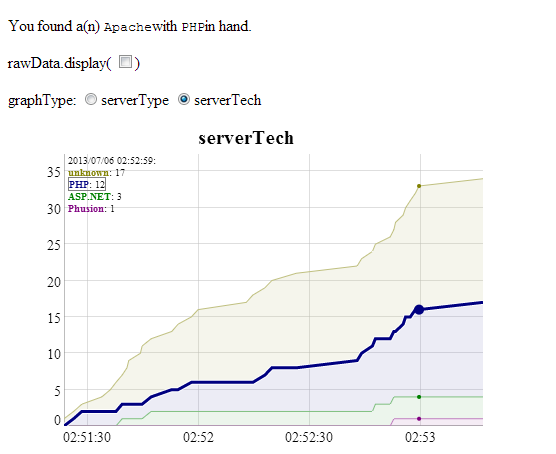 You found a(n) Apachewith PHPin hand.
rawData.display( )
graphType: serverType serverTech
serverTech
2013/07/06 02:52:59:
unknown: 17
PHP: 12
ASP.NET: 3
Phusion: 1
35
30
25
20
15
10
5
0
02:51:30 02:52 02:52:30 02:53